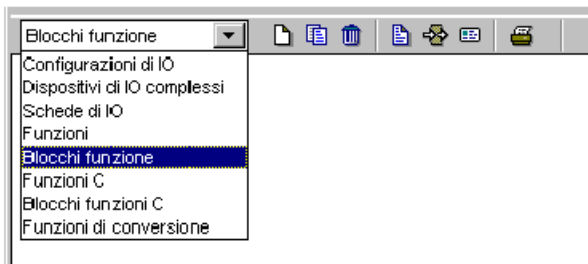 Blocchi funzione
Configurazioni di IO
Dispositivi di IO complessi
Schede di IO
Funzioni
Blocchi funzione
Funzioni C
Blocchi funzioni C
Funzioni di conversione